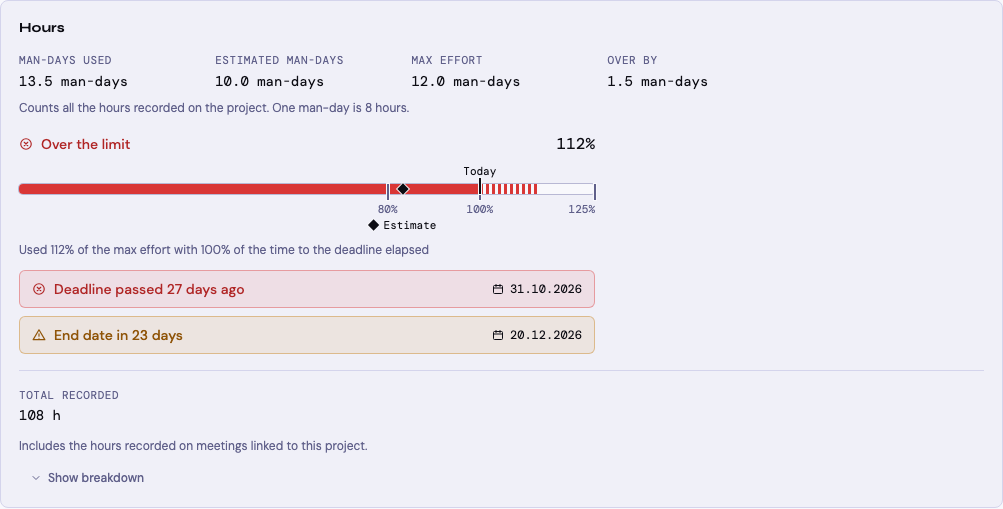 Hours
MAN-DAYS USED
13.5 man-days
ESTIMATED MAN-DAYS
10.0 man-days
MAX EFFORT
12.0 man-days
OVER BY
1.5 man-days
Counts all the hours recorded on the project. One man-day is 8 hours.
Over the limit
112%
Today
80%
100%
125%
Estimate
Used 112% of the max effort with 100% of the time to the deadline elapsed
Deadline passed 27 days ago
31.10.2026
End date in 23 days
20.12.2026
TOTAL RECORDED
108 h
Includes the hours recorded on meetings linked to this project.
Show breakdown